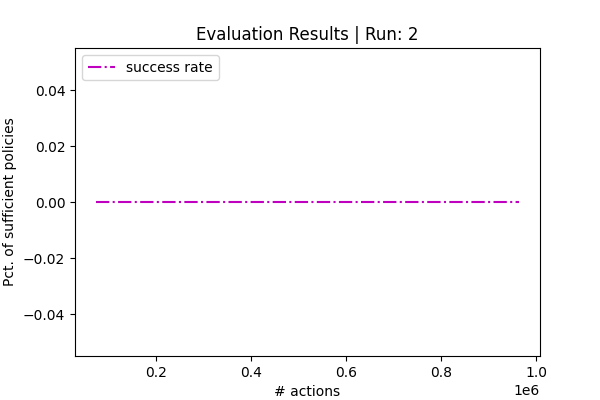 Evaluation Results | Run: 2
success rate
Pct. of sufficient policies
0.04
0.02
0.00
−0.02
−0.04
0.2
0.4
0.6
0.8
1.0
1e6
# actions